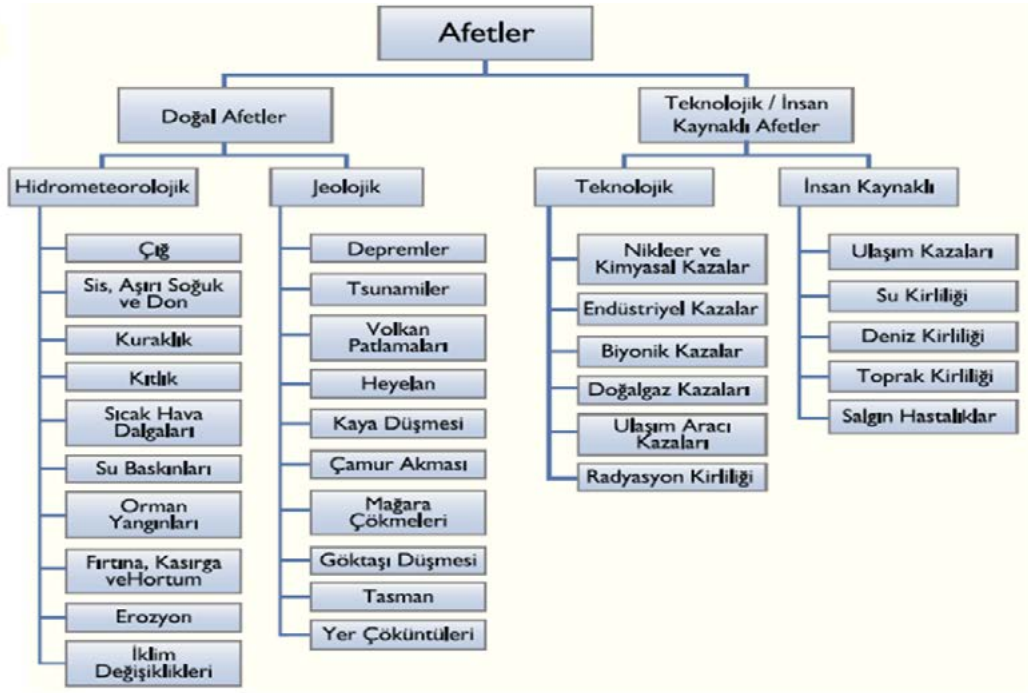 Afetler
Doğal Afetler
Teknolojik / İnsan
Kaynaklı Afetler
Hidrometeorolojik
Jeolojik
Teknolojik
İnsan Kaynaklı
Çığ
Sis, Aşırı Soğuk
ve Don
Kuraklık
Kıtlık
Sıcak Hava
Dalgaları
Su Baskınları
Orman
Yangınları
Fırtına, Kasırga
veHortum
Erozyon
İklim
Değişiklikleri
Depremler
Tsunamiler
Volkan
Patlamaları
Heyelan
Kaya Düşmesi
Çamur Akması
Mağara
Çökmeleri
Göktaşı Düşmesi
Tasman
Yer Çöküntüleri
Nikleer ve
Kimyasal Kazalar
Endüstriyel Kazalar
Biyonik Kazalar
Doğalgaz Kazaları
Ulaşım Aracı
Kazaları
Radyasyon Kirliliği
Ulaşım Kazaları
Su Kirliliği
Deniz Kirliliği
Toprak Kirliliği
Salgın Hastalıklar